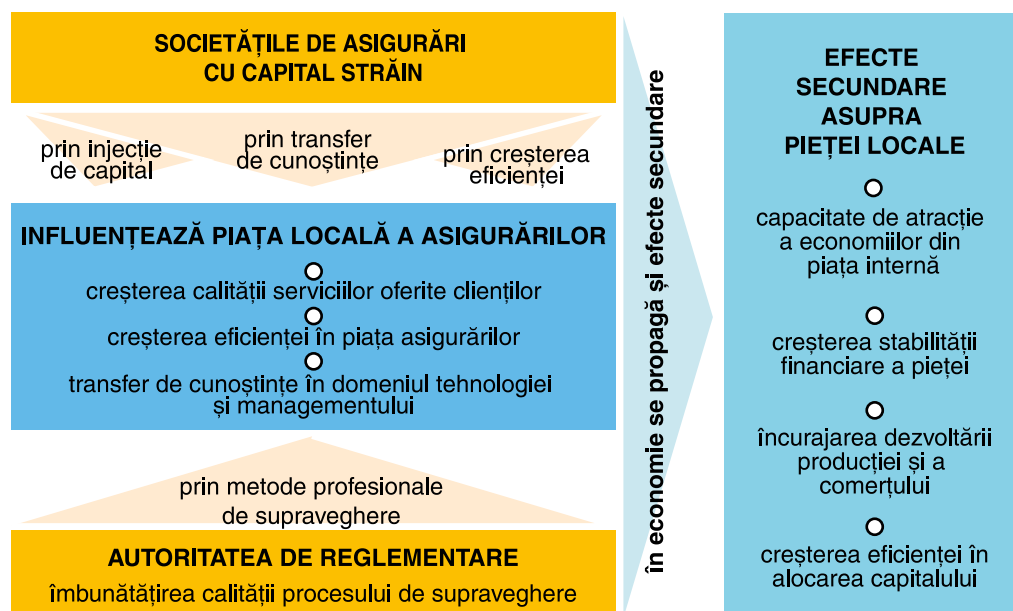 SOCIETĂȚILE DE ASIGURĂRI
CU CAPITAL STRĂIN
prin injecție
de capital
prin transfer
de cunoștințe
prin creșterea
eficienței
INFLUENȚEAZĂ PIAȚA LOCALĂ A ASIGURĂRILOR
creșterea calității serviciilor oferite clienților
creșterea eficienței în piața asigurărilor
transfer de cunoștințe în domeniul tehnologiei
și managementului
prin metode profesionale
de supraveghere
AUTORITATEA DE REGLEMENTARE
îmbunătățirea calității procesului de supraveghere
în economie se propagă și efecte secundare
EFECTE
SECUNDARE
ASUPRA
PIEȚEI LOCALE
capacitate de atracție
a economiilor din
piața internă
creșterea stabilității
financiare a pieței
încurajarea dezvoltării
producției și a
comerțului
creșterea eficienței în
alocarea capitalului